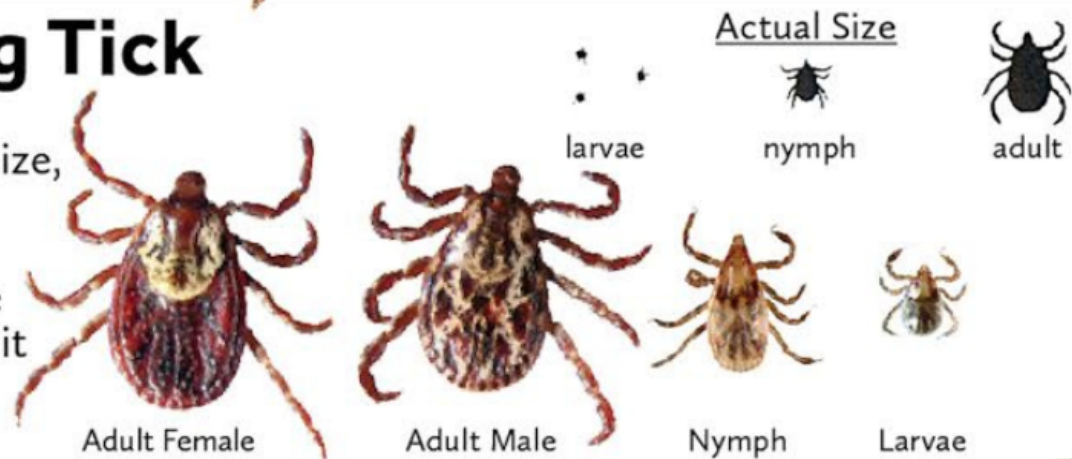 g Tick
Actual Size
larvae
nymph
adult
ize,
it
Adult Female
Adult Male
Nymph
Larvae